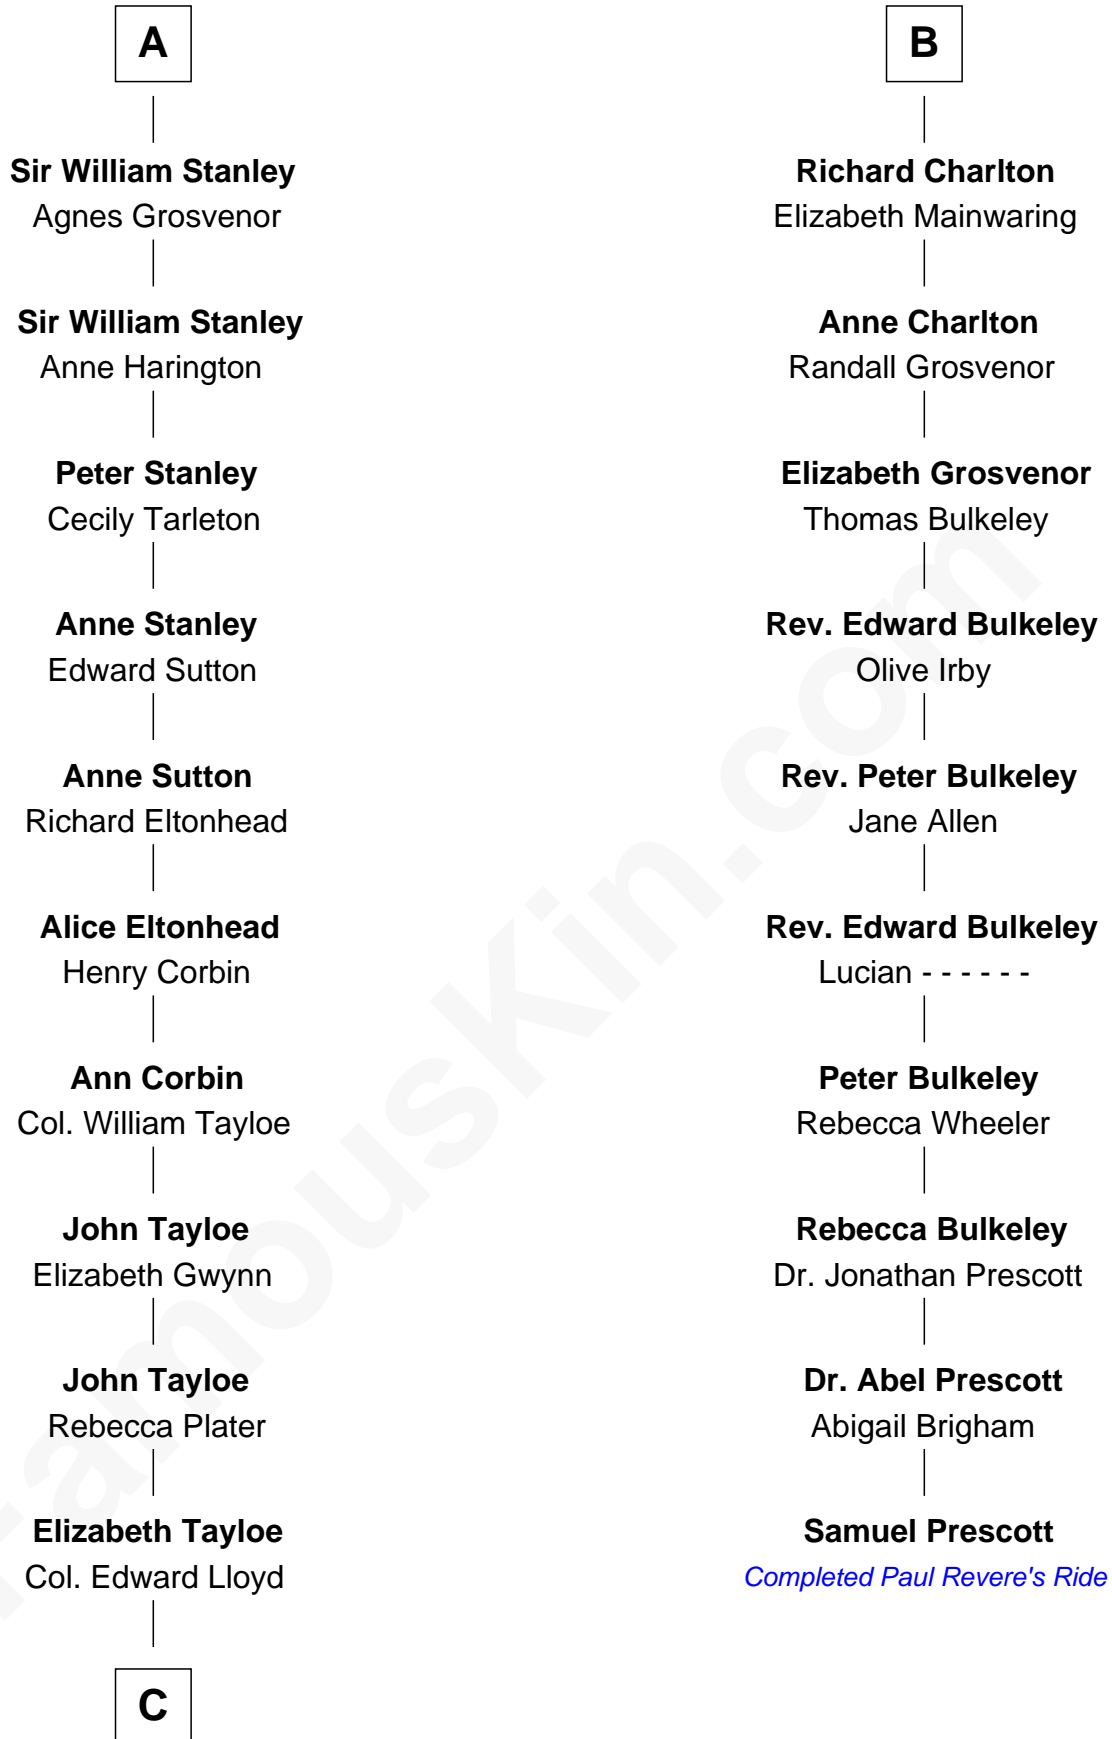 A
Sir William Stanley
Agnes Grosvenor
Sir William Stanley
Anne Harington
Peter Stanley
Cecily Tarleton
Anne Stanley
Edward Sutton
Anne Sutton
Richard Eltonhead
Alice Eltonhead
Henry Corbin
Ann Corbin
Col. William Tayloe
John Tayloe
Elizabeth Gwynn
John Tayloe
Rebecca Plater
Elizabeth Tayloe
Col. Edward Lloyd
C
B
Richard Charlton
Elizabeth Mainwaring
Anne Charlton
Randall Grosvenor
Elizabeth Grosvenor
Thomas Bulkeley
Rev. Edward Bulkeley
Olive Irby
Rev. Peter Bulkeley
Jane Allen
Rev. Edward Bulkeley
Lucian - - - - - -
Peter Bulkeley
Rebecca Wheeler
Rebecca Bulkeley
Dr. Jonathan Prescott
Dr. Abel Prescott
Abigail Brigham
Samuel Prescott
Completed Paul Revere's Ride
FamousKin.com